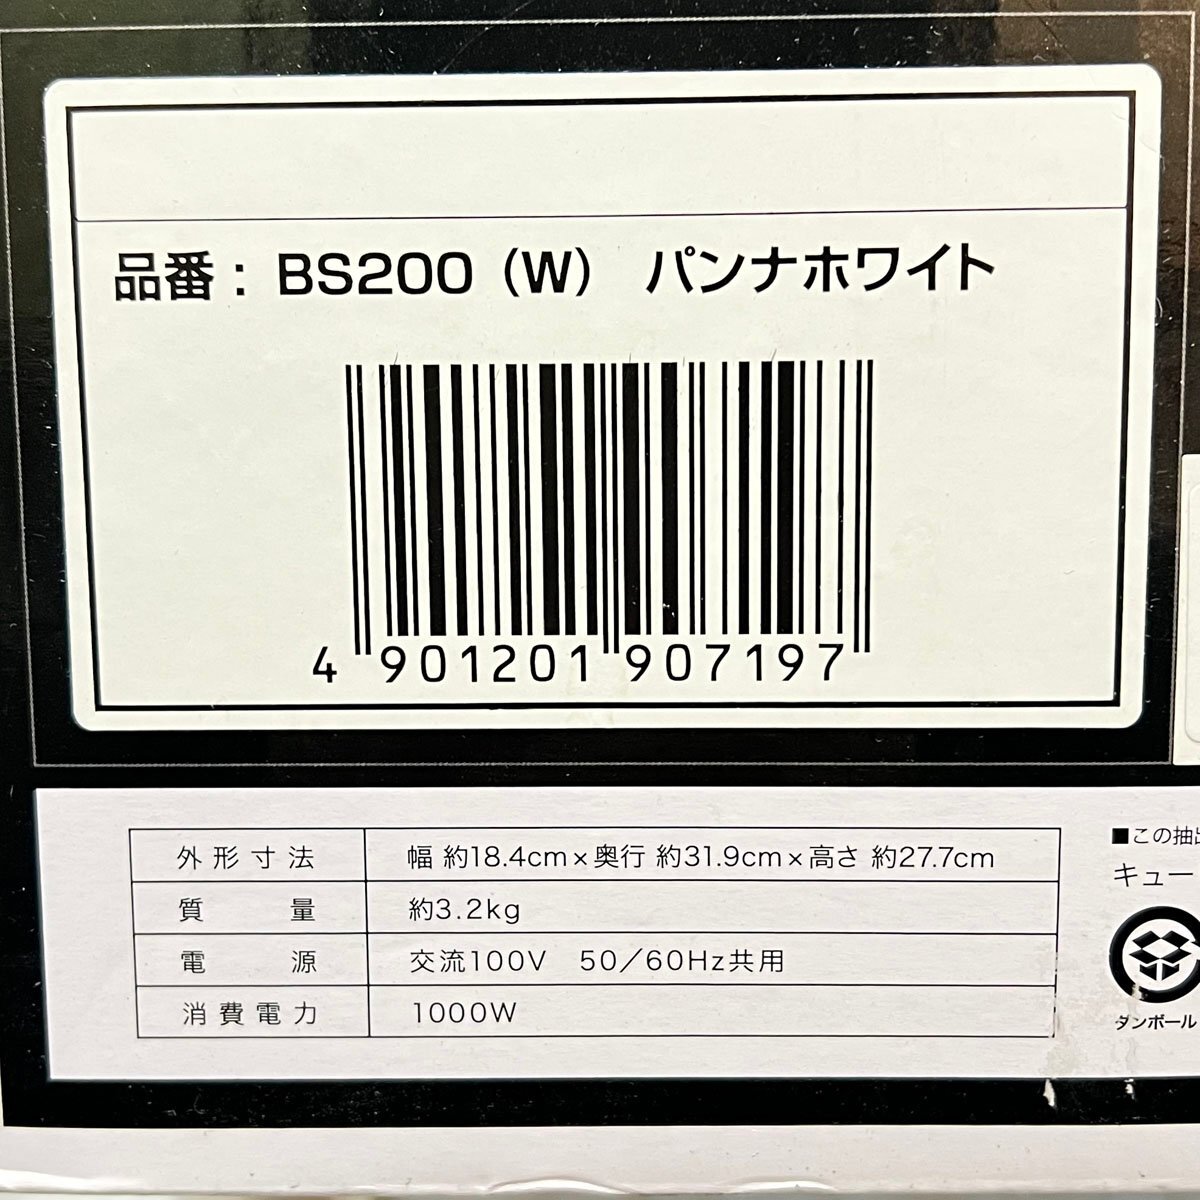 品番：BS200（W） パンナホワイト
4 901201 907197
外形寸法 幅 約18.4cm×奥行 約31.9cm×高さ 約27.7cm
質量 約3.2kg
電源 交流100V 50／60Hz共用
消費電力 1000W
■この抽出
キュー
ダンボール